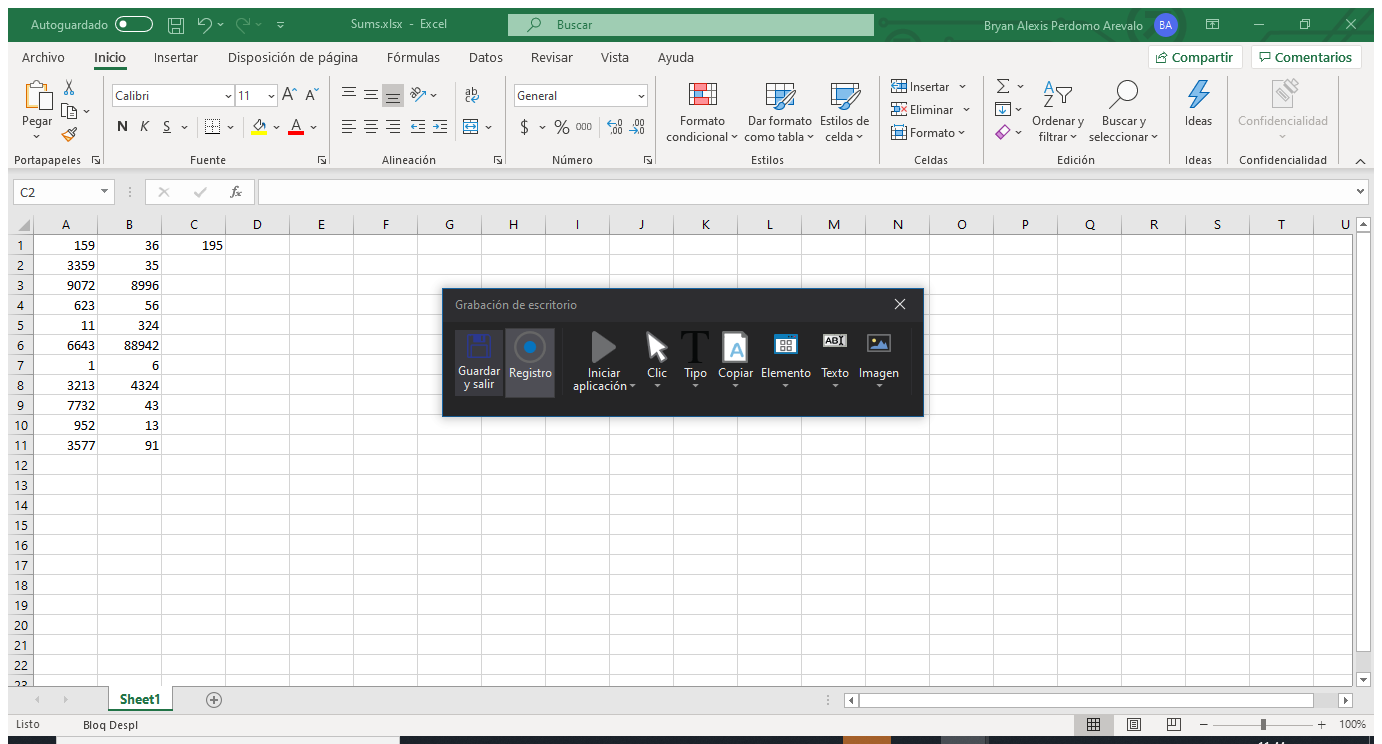 Autoguardado Sums.xlsx - Excel Buscar Bryan Alexis Perdomo Arevalo BA
Archivo Inicio Insertar Disposición de página Fórmulas Datos Revisar Vista Ayuda Compartir Comentarios
Pegar
Portapapeles
Calibri 11
N K S
Fuente
ab
Alineación
General
$ % 000
Número
Formato condicional
Dar formato como tabla
Estilos de celda
Estilos
Insertar
Eliminar
Formato
Celdas
Ordenar y filtrar
Buscar y seleccionar
Edición
Ideas
Ideas
Confidencialidad
Confidencialidad
C2 fx
A B C D E F G H I J K L M N O P Q R S T U
1 159 36 195
2 3359 35
3 9072 8996
4 623 56
5 11 324
6 6643 88942
7 1 6
8 3213 4324
9 7732 43
10 952 13
11 3577 91
12
13
14
15
16
17
18
19
20
21
22
23
Grabación de escritorio
Guardar y salir
Registro
Iniciar aplicación
Clic
Tipo
Copiar
Elemento
Texto
Imagen
Sheet1
Listo Bloq Despl 100%